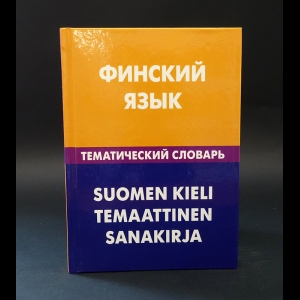 ФИНСКИЙ
ЯЗЫК
ТЕМАТИЧЕСКИЙ СЛОВАРЬ
SUOMEN KIELI
TEMAATTINEN
SANAKIRJA